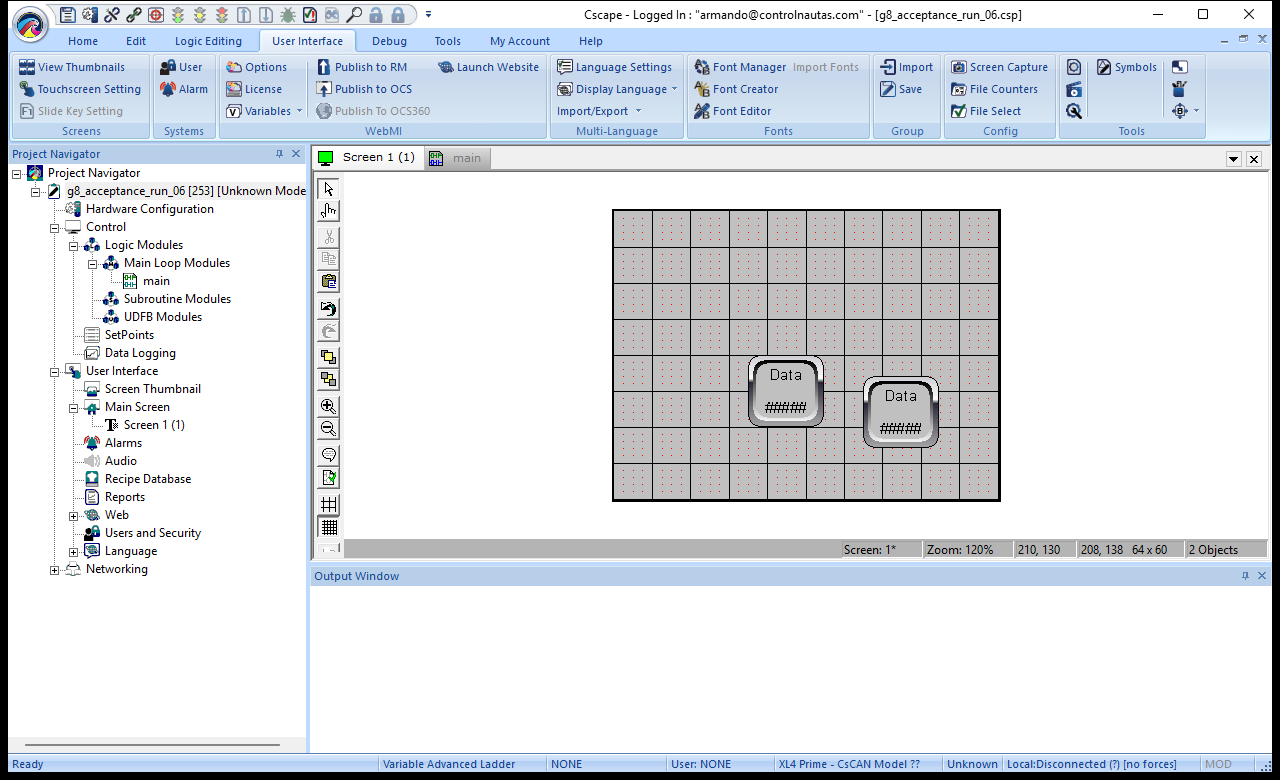 Cscape - Logged In : "armando@controlnautas.com" - [g8_acceptance_run_06.csp]
Home Edit Logic Editing User Interface Debug Tools My Account Help
View Thumbnails User Options Publish to RM Launch Website Language Settings Font Manager Import Fonts Import Screen Capture Symbols
Touchscreen Setting Alarm License Publish to OCS Display Language Font Creator Save File Counters
Slide Key Setting Variables Publish To OCS360 Import/Export Font Editor File Select
Screens Systems WebMI Multi-Language Fonts Group Config Tools
Project Navigator
Screen 1 (1) main
Project Navigator
g8_acceptance_run_06 [253] [Unknown Mode
Hardware Configuration
Control
Logic Modules
Main Loop Modules
main
Subroutine Modules
UDFB Modules
SetPoints
Data Logging
User Interface
Screen Thumbnail
Main Screen
Screen 1 (1)
Alarms
Audio
Recipe Database
Reports
Web
Users and Security
Language
Networking
Data
#####
Data
#####
Screen: 1* Zoom: 120% 210, 130 208, 138 64 x 60 2 Objects
Output Window
Ready Variable Advanced Ladder NONE User: NONE XL4 Prime - CsCAN Model ?? Unknown Local:Disconnected (?) [no forces] MOD